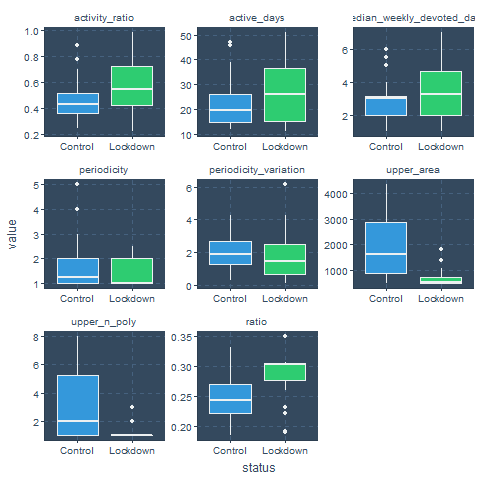 activity_ratio active_days edian_weekly_devoted_da
1.0 50 6
0.8 40
0.6 30 4
0.4 20 2
0.2 10
Control Lockdown Control Lockdown Control Lockdown
periodicity periodicity_variation upper_area
5 6 4000
4 4 3000
3 2000
2 2 1000
1 0
Control Lockdown Control Lockdown Control Lockdown
upper_n_poly ratio
8 0.35
6 0.30
4 0.25
2 0.20
Control Lockdown Control Lockdown
value
status